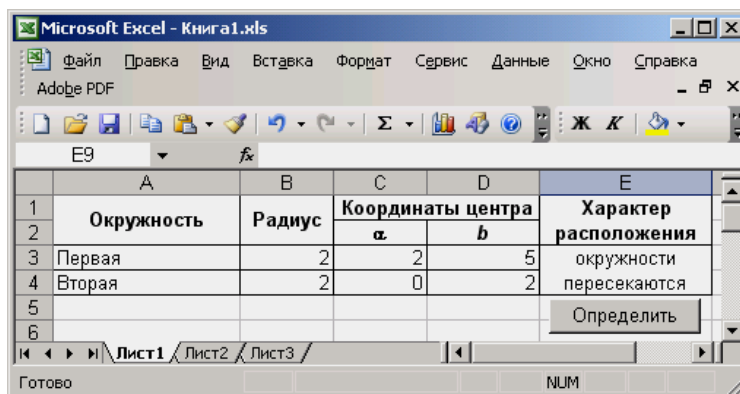 Microsoft Excel - Книга1.xls
Файл Правка Вид Вставка Формат Сервис Данные Окно Справка
Adobe PDF
Ж К
E9 fx
A B C D E
1 Окружность Радиус Координаты центра Характер расположения
2 α b
3 Первая 2 2 5 окружности
4 Вторая 2 0 2 пересекаются
5 Определить
6
Лист1 Лист2 Лист3
Готово NUM